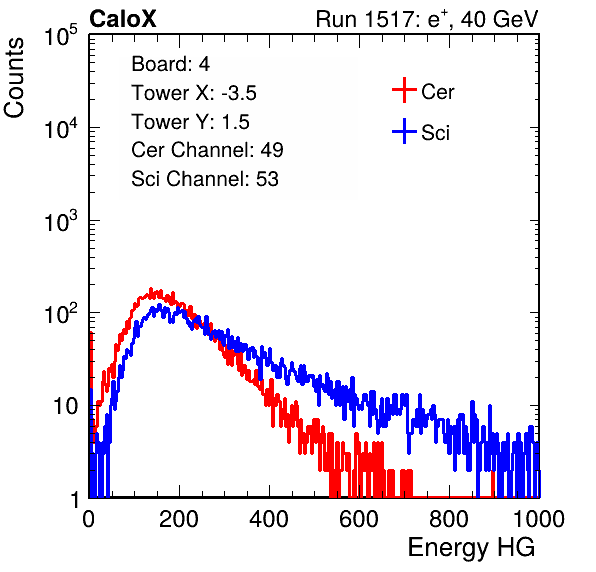 CaloX Run 1517: e⁺, 40 GeV
Counts
10⁵
10⁴
10³
10²
10
1
Board: 4
Tower X: -3.5
Tower Y: 1.5
Cer Channel: 49
Sci Channel: 53
Cer
Sci
0 200 400 600 800 1000
Energy HG